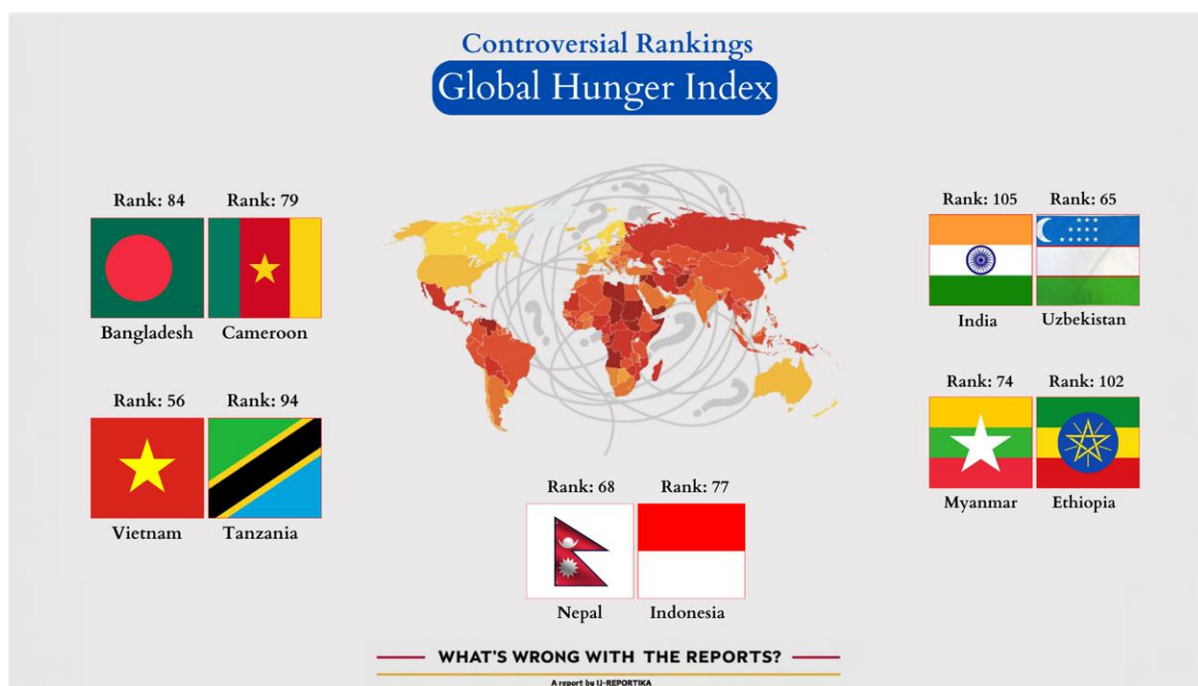 Controversial Rankings
Global Hunger Index
Rank: 84 Rank: 79
Bangladesh Cameroon
Rank: 56 Rank: 94
Vietnam Tanzania
Rank: 68 Rank: 77
Nepal Indonesia
Rank: 105 Rank: 65
India Uzbekistan
Rank: 74 Rank: 102
Myanmar Ethiopia
WHAT'S WRONG WITH THE REPORTS?
A report by IJ-REPORTIKA